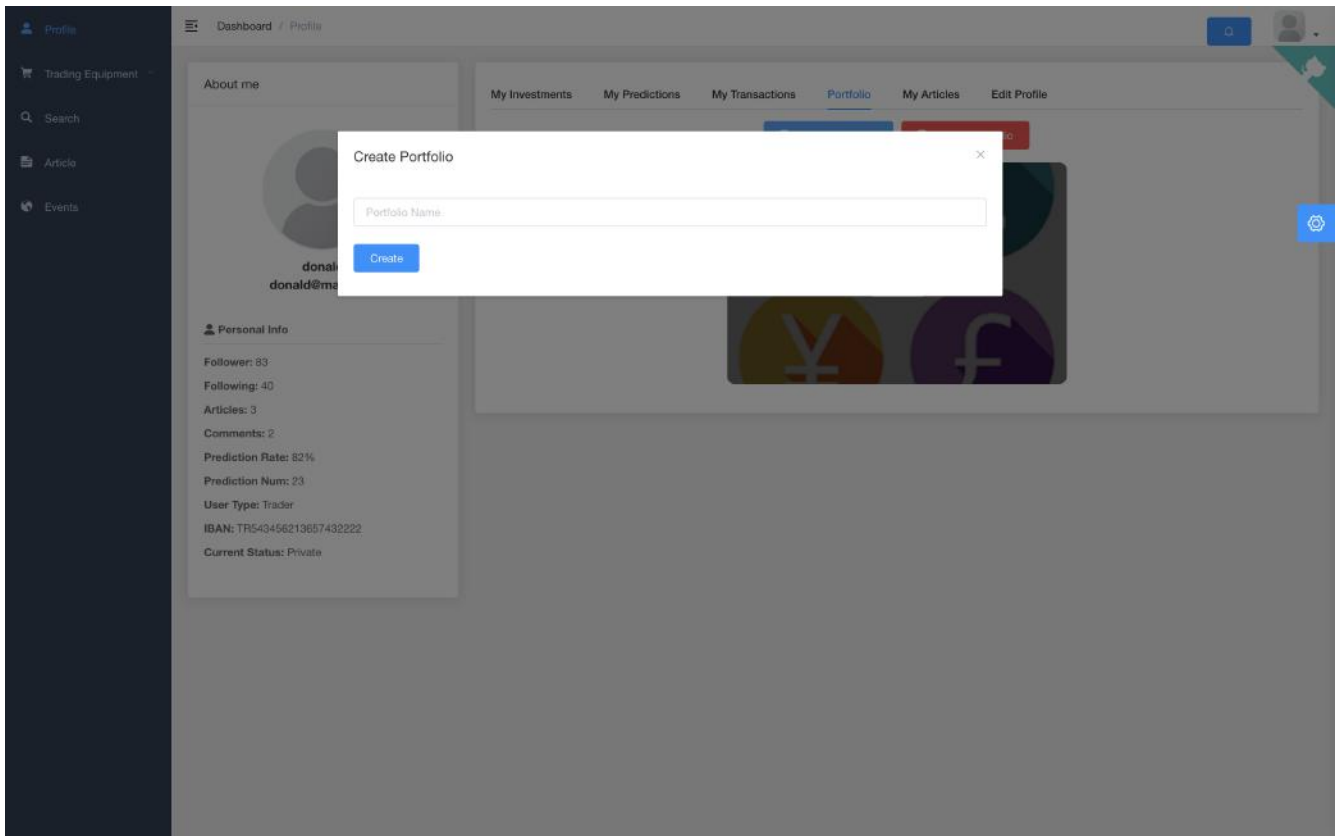 Profile
Dashboard / Profile
Trading Equipment
Search
Article
Events
About me
My Investments My Predictions My Transactions Portfolio My Articles Edit Profile
Create Portfolio
Portfolio Name.
Create
Personal Info
Follower: 83
Following: 40
Articles: 3
Comments: 2
Prediction Rate: 82%
Prediction Num: 23
User Type: Trader
IBAN: TR543456213657432222
Current Status: Private